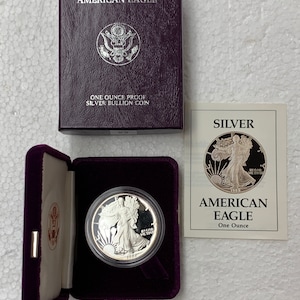 AMERICAN EAGLE
ONE OUNCE PROOF
SILVER BULLION COIN
SILVER
AMERICAN
EAGLE
One Ounce